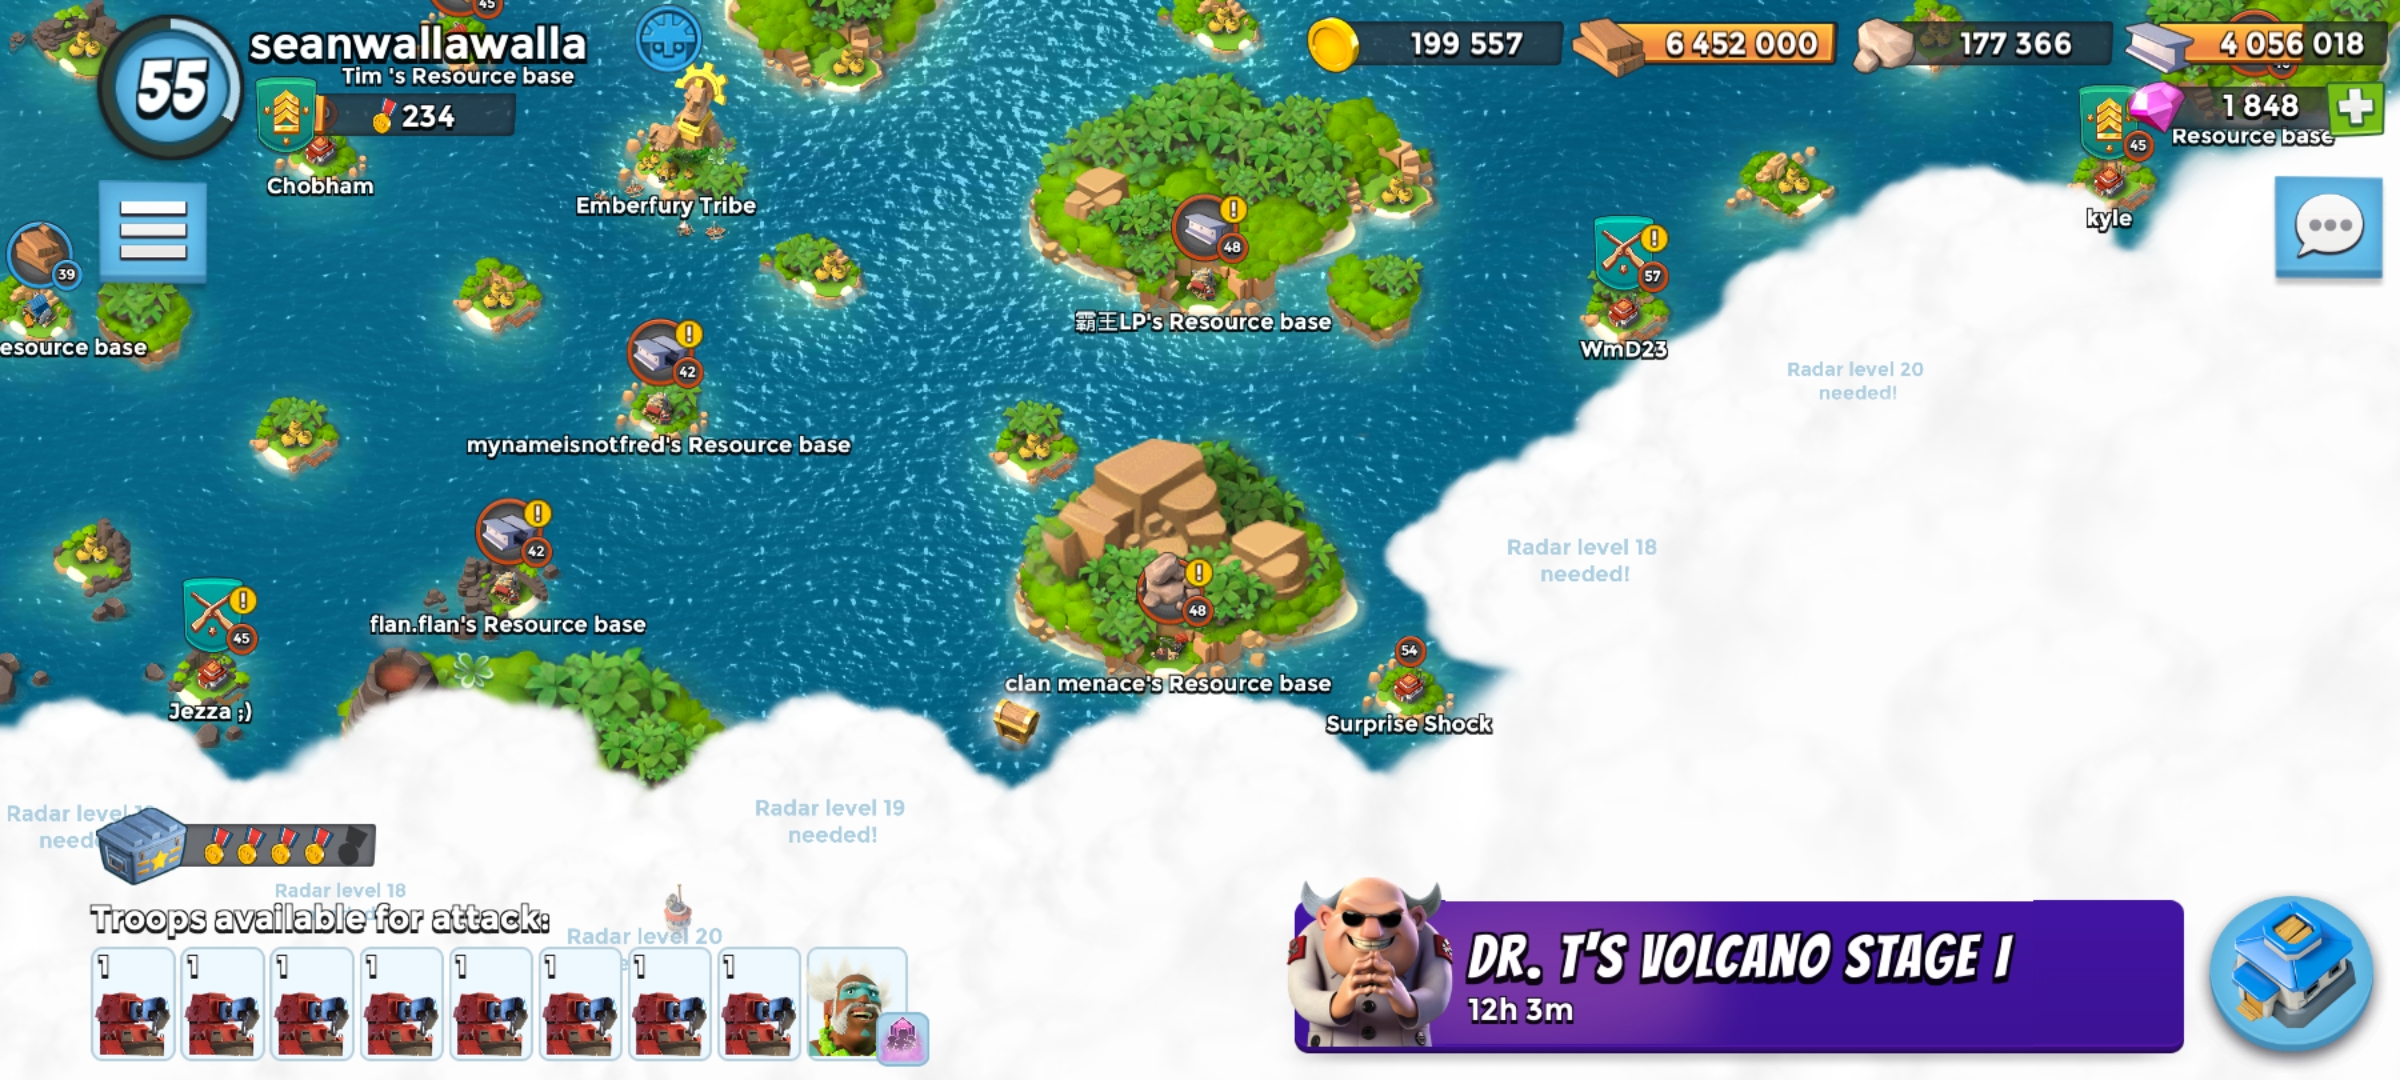 45
55
seanwallawalla
Tim 's Resource base
234
Chobham
Emberfury Tribe
199 557
6 452 000
177 366
4 056 018
1 848
Resource base
45
kyle
39
esource base
!
48
霸王LP's Resource base
!
57
WmD23
!
42
mynameisnotfred's Resource base
Radar level 20
needed!
!
42
flan.flan's Resource base
Radar level 18
needed!
!
45
Jezza ;)
!
48
clan menace's Resource base
54
Surprise Shock
Radar level
Radar level 19
needed!
Radar level 18
Troops available for attack:
Radar level 20
1
1
1
1
1
1
1
1
DR. T'S VOLCANO STAGE I
12h 3m